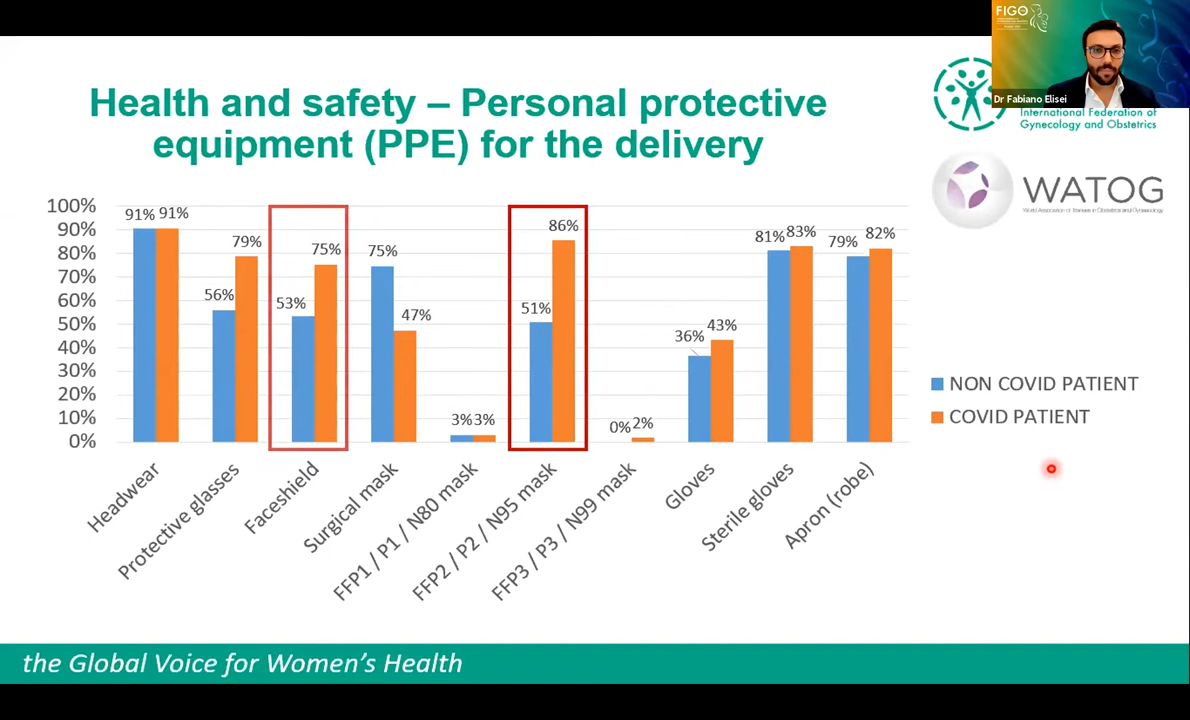 FIGO
Dr Fabiano Elisei
Health and safety – Personal protective
equipment (PPE) for the delivery
International Federation of
Gynecology and Obstetrics
WATOG
World Association of Trainees in Obstetrics and Gynecology
100%
90%
80%
70%
60%
50%
40%
30%
20%
10%
0%
91% 91%
56% 79%
53% 75%
75% 47%
3% 3%
51% 86%
0% 2%
36% 43%
81% 83%
79% 82%
Headwear
Protective glasses
Faceshield
Surgical mask
FFP1 / P1 / N80 mask
FFP2 / P2 / N95 mask
FFP3 / P3 / N99 mask
Gloves
Sterile gloves
Apron (robe)
NON COVID PATIENT
COVID PATIENT
the Global Voice for Women's Health